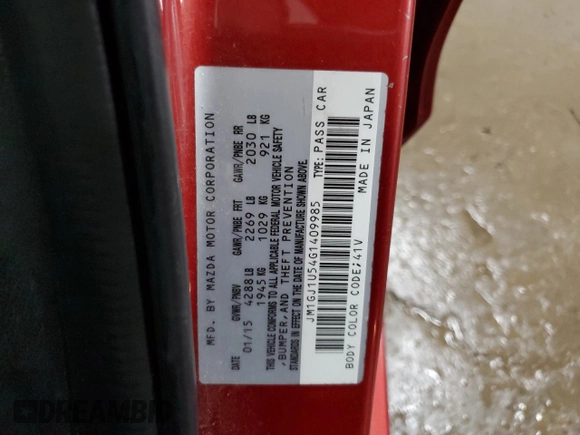 MFD. BY MAZDA MOTOR CORPORATION
DATE GVWR/PNBV GAWR/PNBE FRT GAWR/PNBE RR
01/15 4288 LB 2269 LB 2030 LB
1945 KG 1029 KG 921 KG
THIS VEHICLE CONFORMS TO ALL APPLICABLE FEDERAL MOTOR VEHICLE SAFETY
, BUMPER, AND THEFT PREVENTION
STANDARDS IN EFFECT ON THE DATE OF MANUFACTURE SHOWN ABOVE.
JM1GJ1U54G1409985 TYPE: PASS CAR
BODY COLOR CODE;41V MADE IN JAPAN
DREAMBID